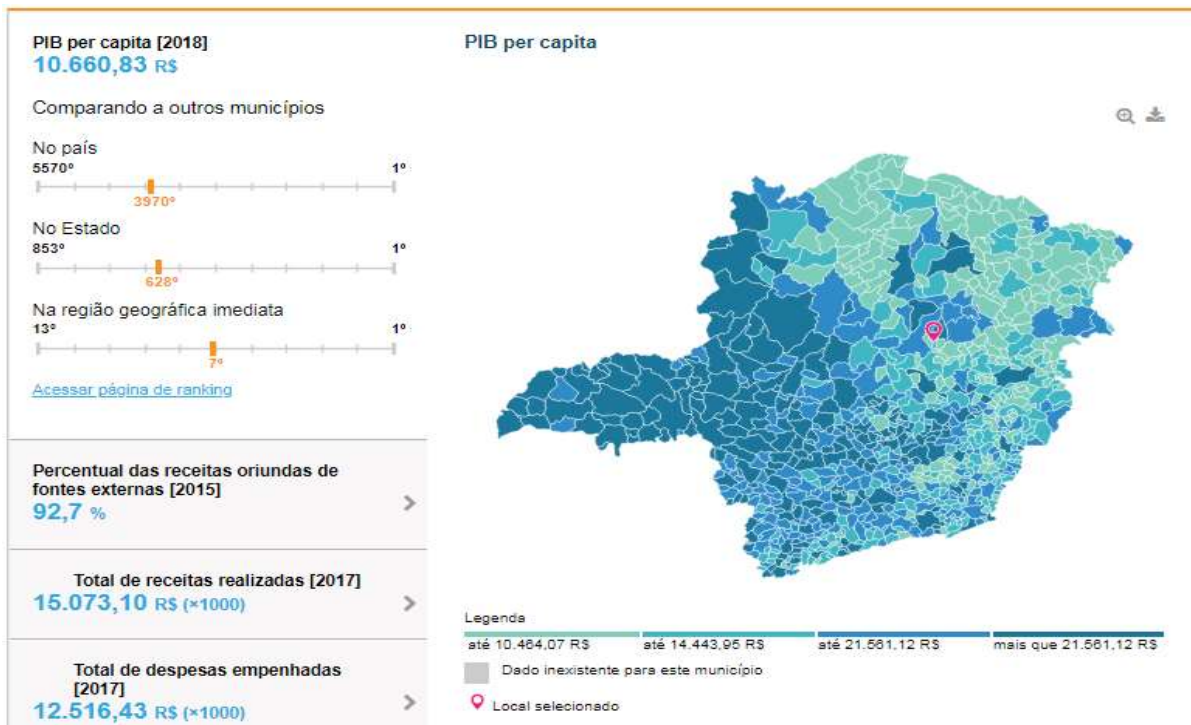 PIB per capita [2018]
10.660,83 R$
Comparando a outros municípios
No país
5570º 1º
3970º
No Estado
853º 1º
628º
Na região geográfica imediata
13º 1º
7º
Acessar página de ranking
Percentual das receitas oriundas de
fontes externas [2015]
92,7 %
Total de receitas realizadas [2017]
15.073,10 R$ (×1000)
Total de despesas empenhadas
[2017]
12.516,43 R$ (×1000)
PIB per capita
Legenda
até 10.464,07 R$ até 14.443,95 R$ até 21.561,12 R$ mais que 21.561,12 R$
Dado inexistente para este município
Local selecionado